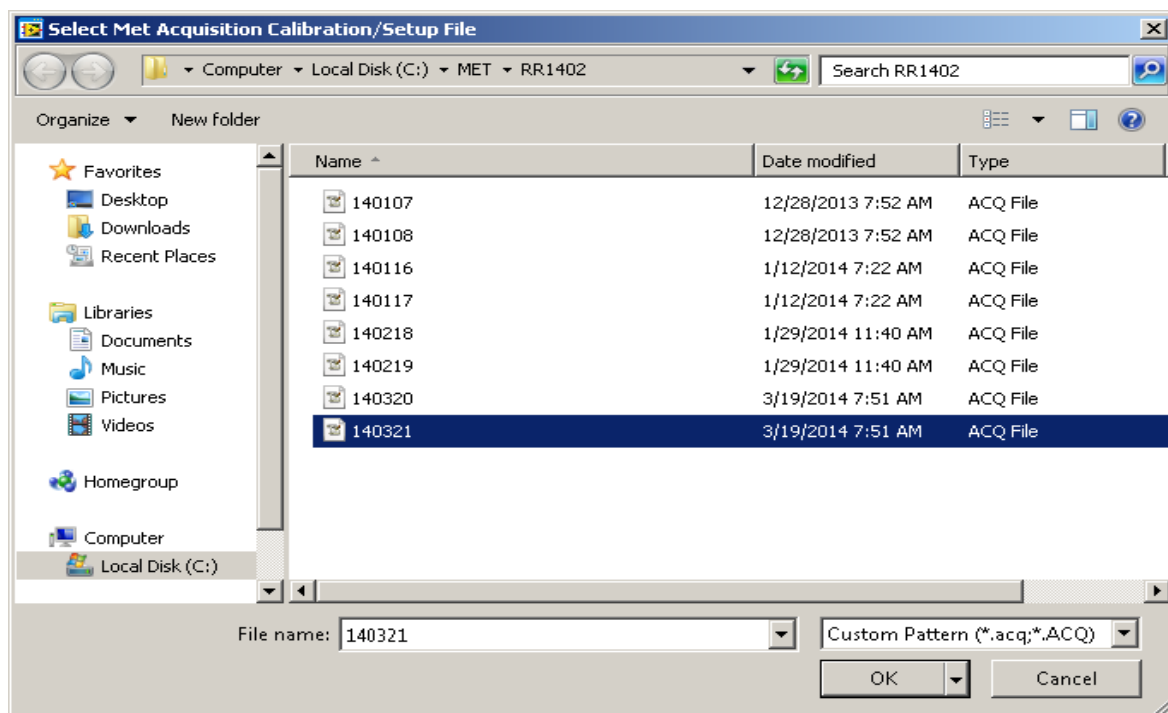 Select Met Acquisition Calibration/Setup File
Computer Local Disk (C:) MET RR1402 Search RR1402
Organize New folder
Name Date modified Type
Favorites
Desktop
Downloads
Recent Places
Libraries
Documents
Music
Pictures
Videos
Homegroup
Computer
Local Disk (C:)
140107 12/28/2013 7:52 AM ACQ File
140108 12/28/2013 7:52 AM ACQ File
140116 1/12/2014 7:22 AM ACQ File
140117 1/12/2014 7:22 AM ACQ File
140218 1/29/2014 11:40 AM ACQ File
140219 1/29/2014 11:40 AM ACQ File
140320 3/19/2014 7:51 AM ACQ File
140321 3/19/2014 7:51 AM ACQ File
File name: 140321 Custom Pattern (*.acq;*.ACQ)
OK Cancel